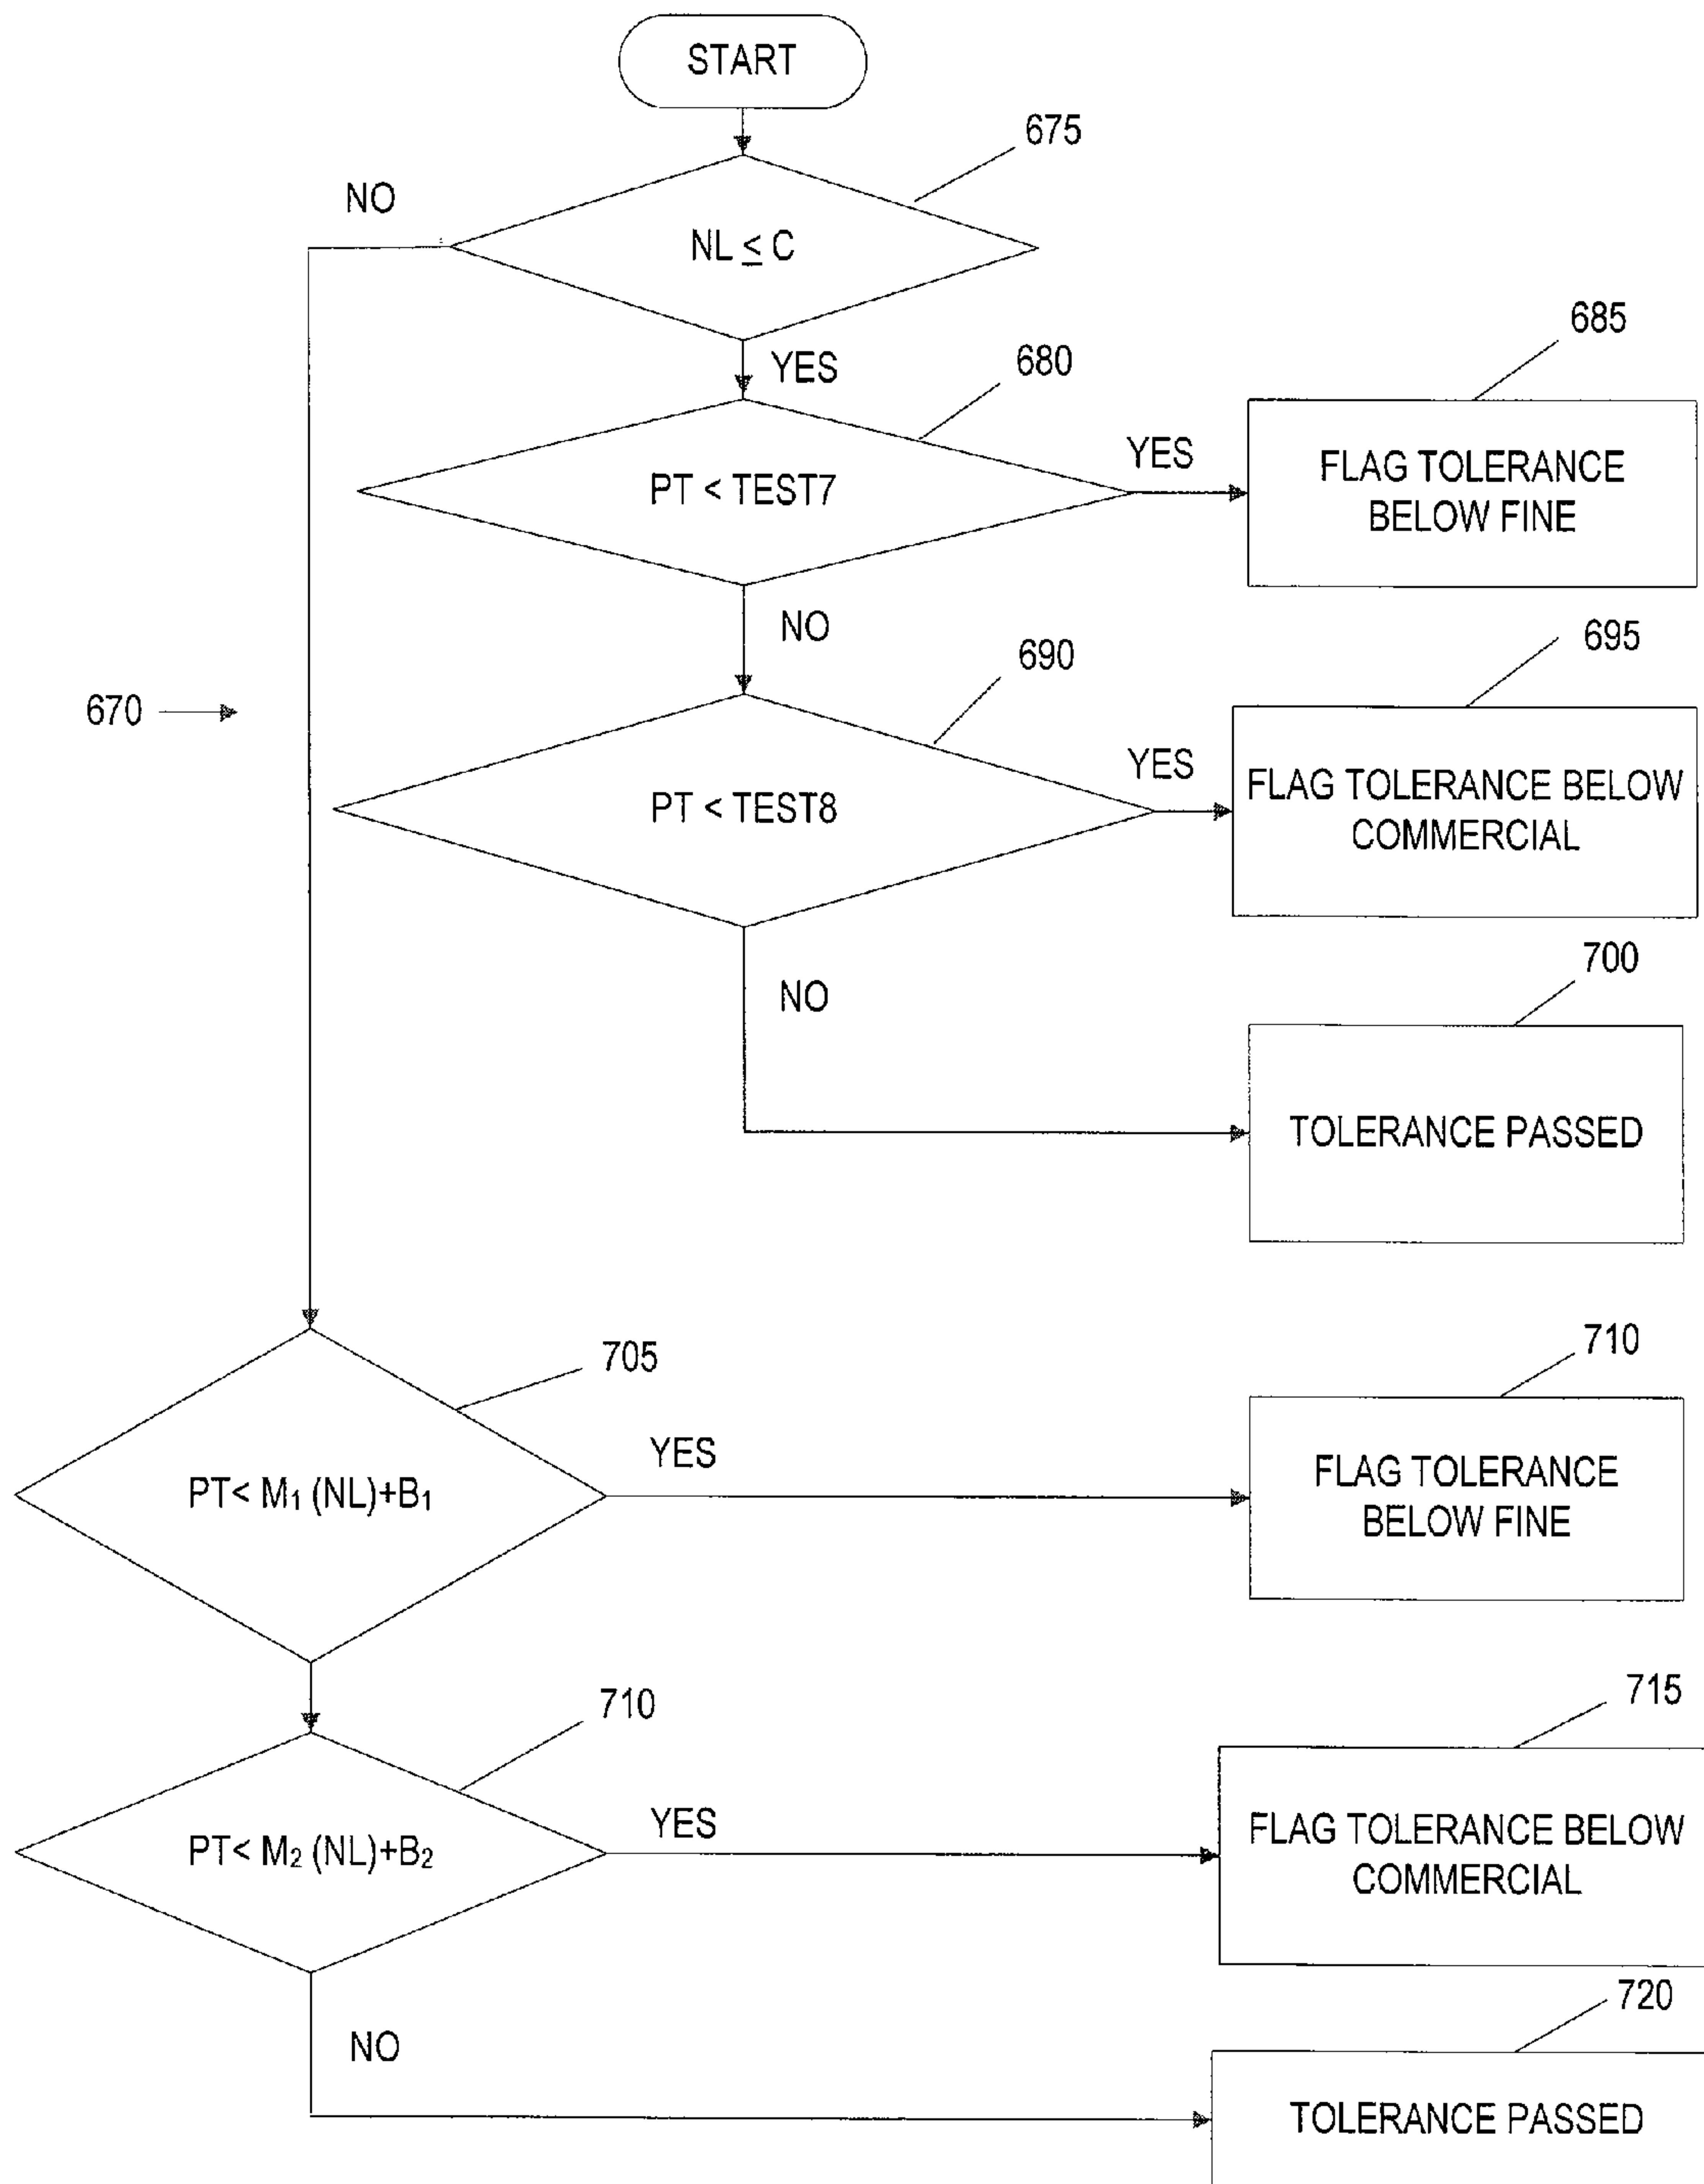 START
675
NO
NL ≤ C
685
YES
680
YES
FLAG TOLERANCE
BELOW FINE
PT < TEST7
NO
695
690
670
YES
FLAG TOLERANCE BELOW
COMMERCIAL
PT < TEST8
700
NO
TOLERANCE PASSED
710
705
YES
FLAG TOLERANCE
BELOW FINE
PT< M₁ (NL)+B₁
715
710
YES
FLAG TOLERANCE BELOW
COMMERCIAL
PT< M₂ (NL)+B₂
720
NO
TOLERANCE PASSED